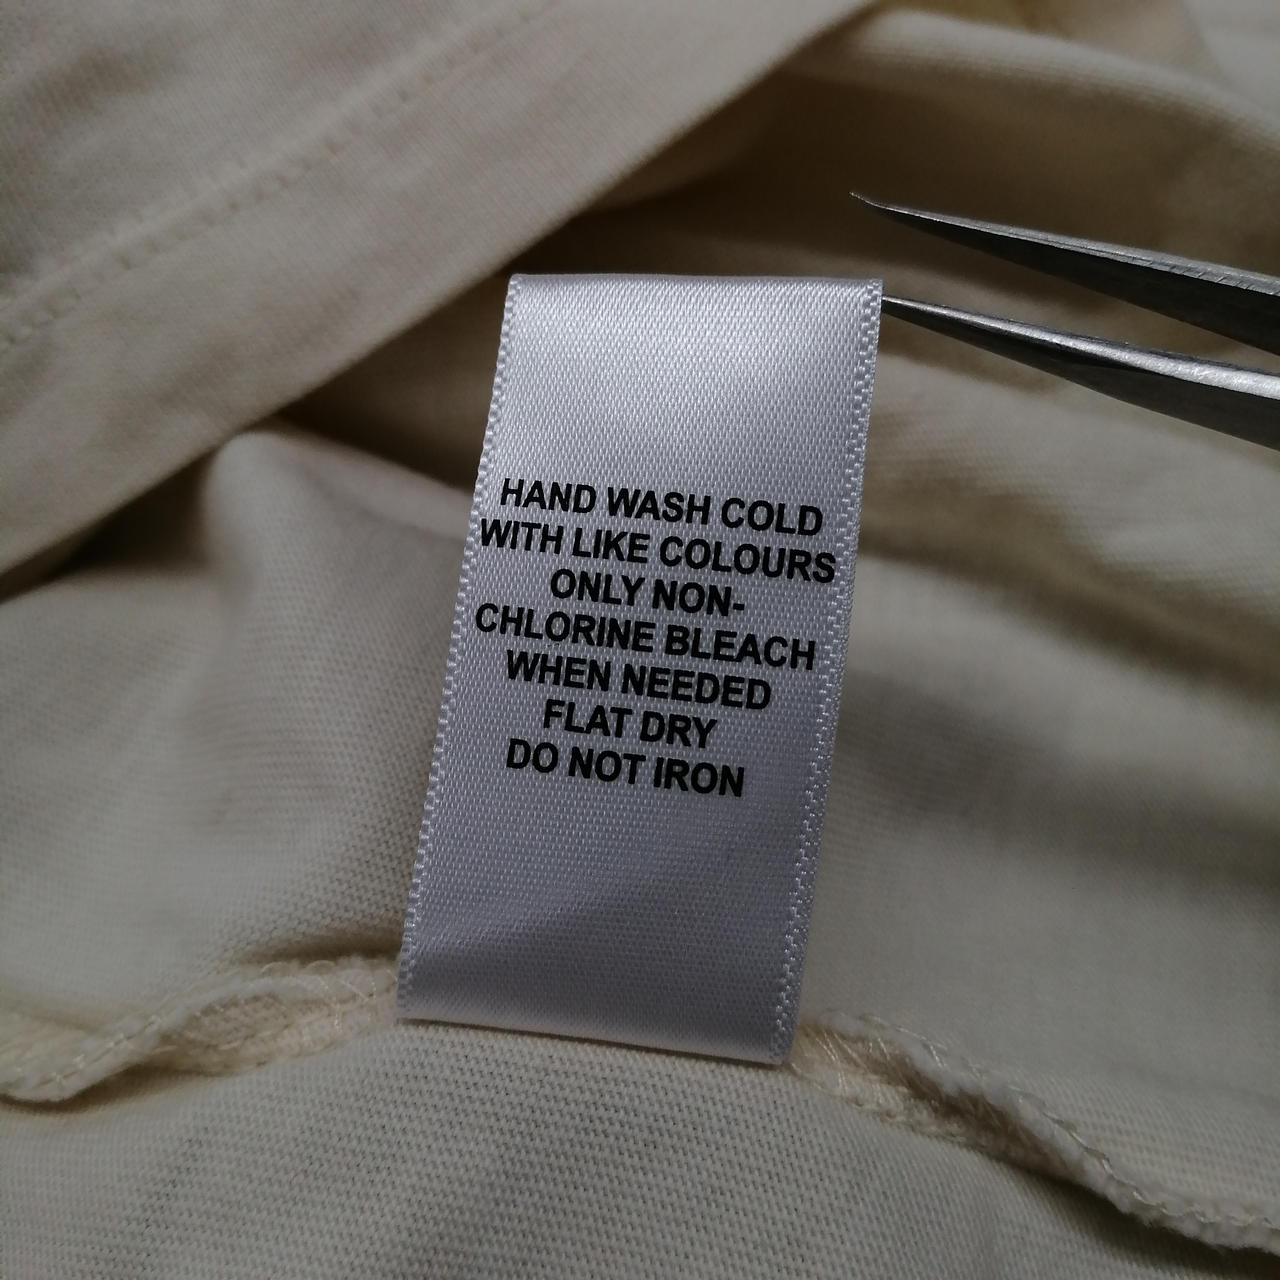 HAND WASH COLD
WITH LIKE COLOURS
ONLY NON-
CHLORINE BLEACH
WHEN NEEDED
FLAT DRY
DO NOT IRON